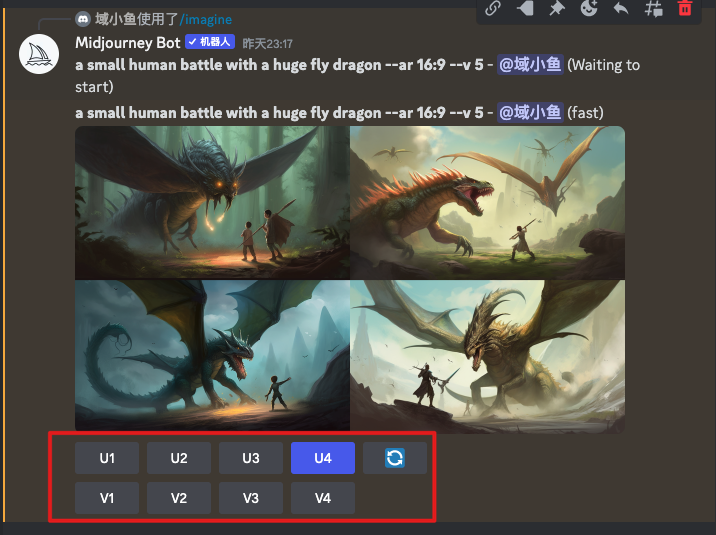 域小鱼使用了/imagine
Midjourney Bot ✓ 机器人 昨天23:17
a small human battle with a huge fly dragon --ar 16:9 --v 5 - @域小鱼 (Waiting to
start)
a small human battle with a huge fly dragon --ar 16:9 --v 5 - @域小鱼 (fast)
U1 U2 U3 U4
V1 V2 V3 V4